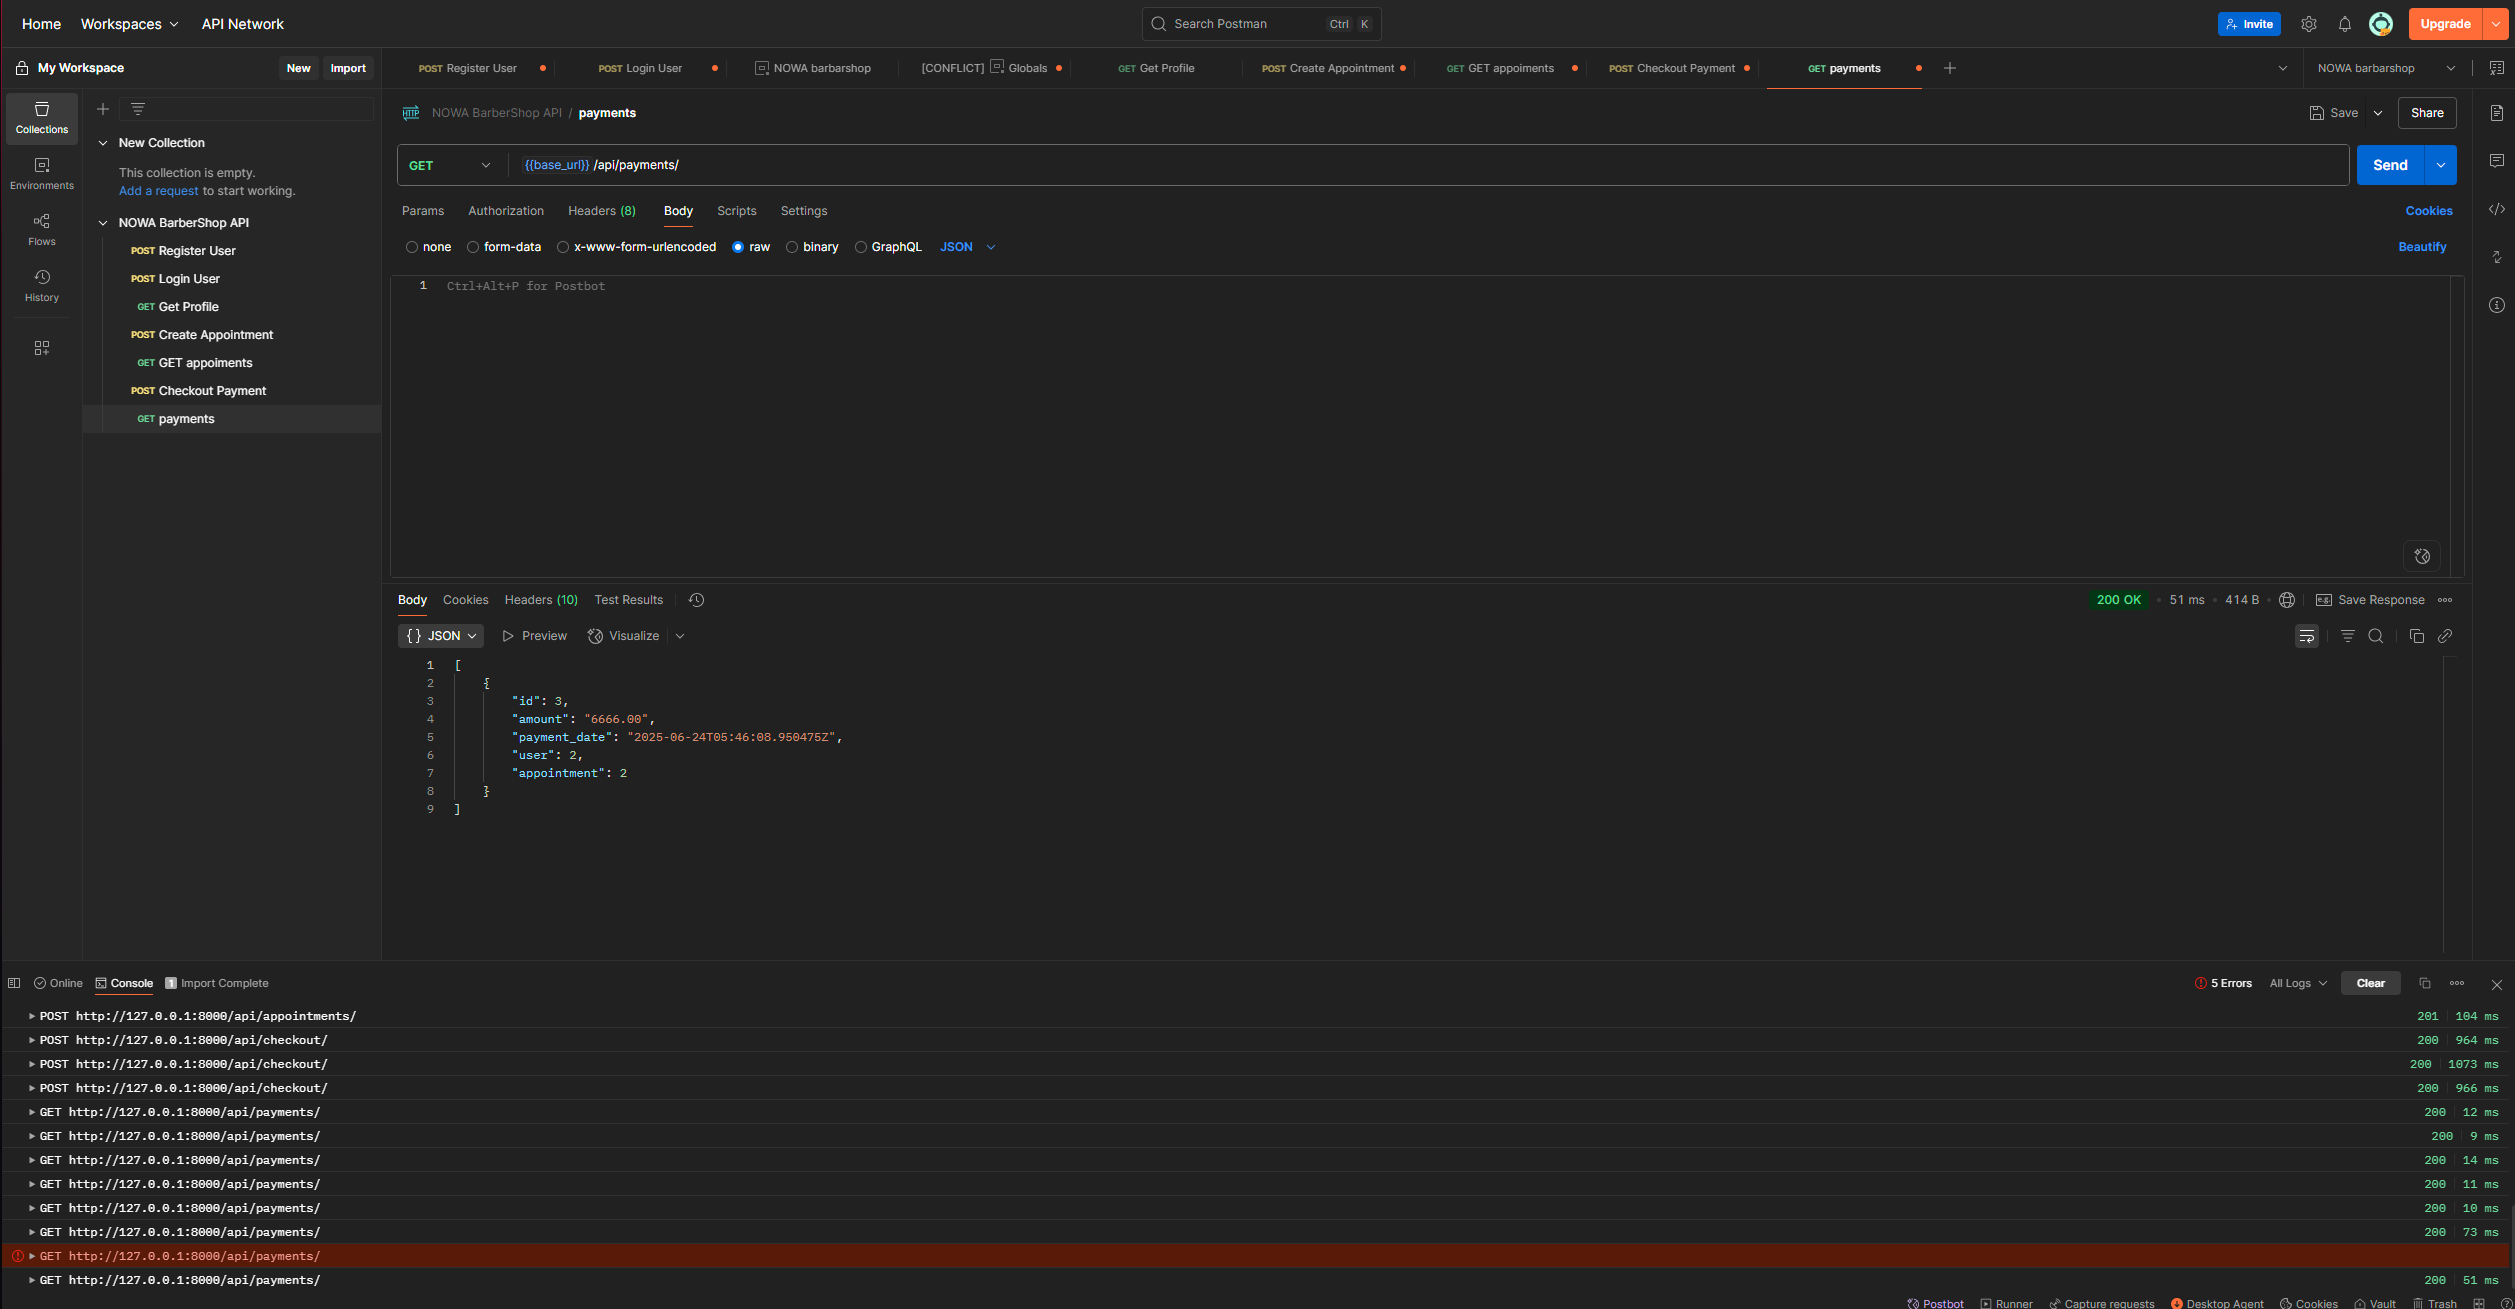 Home Workspaces API Network Search Postman Ctrl K Invite Upgrade
My Workspace New Import POST Register User POST Login User NOWA barbarshop [CONFLICT] Globals GET Get Profile POST Create Appointment GET GET appoiments POST Checkout Payment GET payments NOWA barbarshop
Collections
Environments
Flows
History
New Collection
This collection is empty.
Add a request to start working.
NOWA BarberShop API
POST Register User
POST Login User
GET Get Profile
POST Create Appointment
GET GET appoiments
POST Checkout Payment
GET payments
NOWA BarberShop API / payments Save Share
GET {{base_url}} /api/payments/ Send
Params Authorization Headers (8) Body Scripts Settings Cookies
none form-data x-www-form-urlencoded raw binary GraphQL JSON Beautify
1 Ctrl+Alt+P for Postbot
Body Cookies Headers (10) Test Results 200 OK • 51 ms • 414 B • e.g. Save Response
{} JSON Preview Visualize
1 [
2 {
3 "id": 3,
4 "amount": "6666.00",
5 "payment_date": "2025-06-24T05:46:08.950475Z",
6 "user": 2,
7 "appointment": 2
8 }
9 ]
Online Console 1 Import Complete 5 Errors All Logs Clear
POST http://127.0.0.1:8000/api/appointments/ 201 104 ms
POST http://127.0.0.1:8000/api/checkout/ 200 964 ms
POST http://127.0.0.1:8000/api/checkout/ 200 1073 ms
POST http://127.0.0.1:8000/api/checkout/ 200 966 ms
GET http://127.0.0.1:8000/api/payments/ 200 12 ms
GET http://127.0.0.1:8000/api/payments/ 200 9 ms
GET http://127.0.0.1:8000/api/payments/ 200 14 ms
GET http://127.0.0.1:8000/api/payments/ 200 11 ms
GET http://127.0.0.1:8000/api/payments/ 200 10 ms
GET http://127.0.0.1:8000/api/payments/ 200 73 ms
GET http://127.0.0.1:8000/api/payments/
GET http://127.0.0.1:8000/api/payments/ 200 51 ms
Postbot Runner Capture requests Desktop Agent Cookies Vault Trash